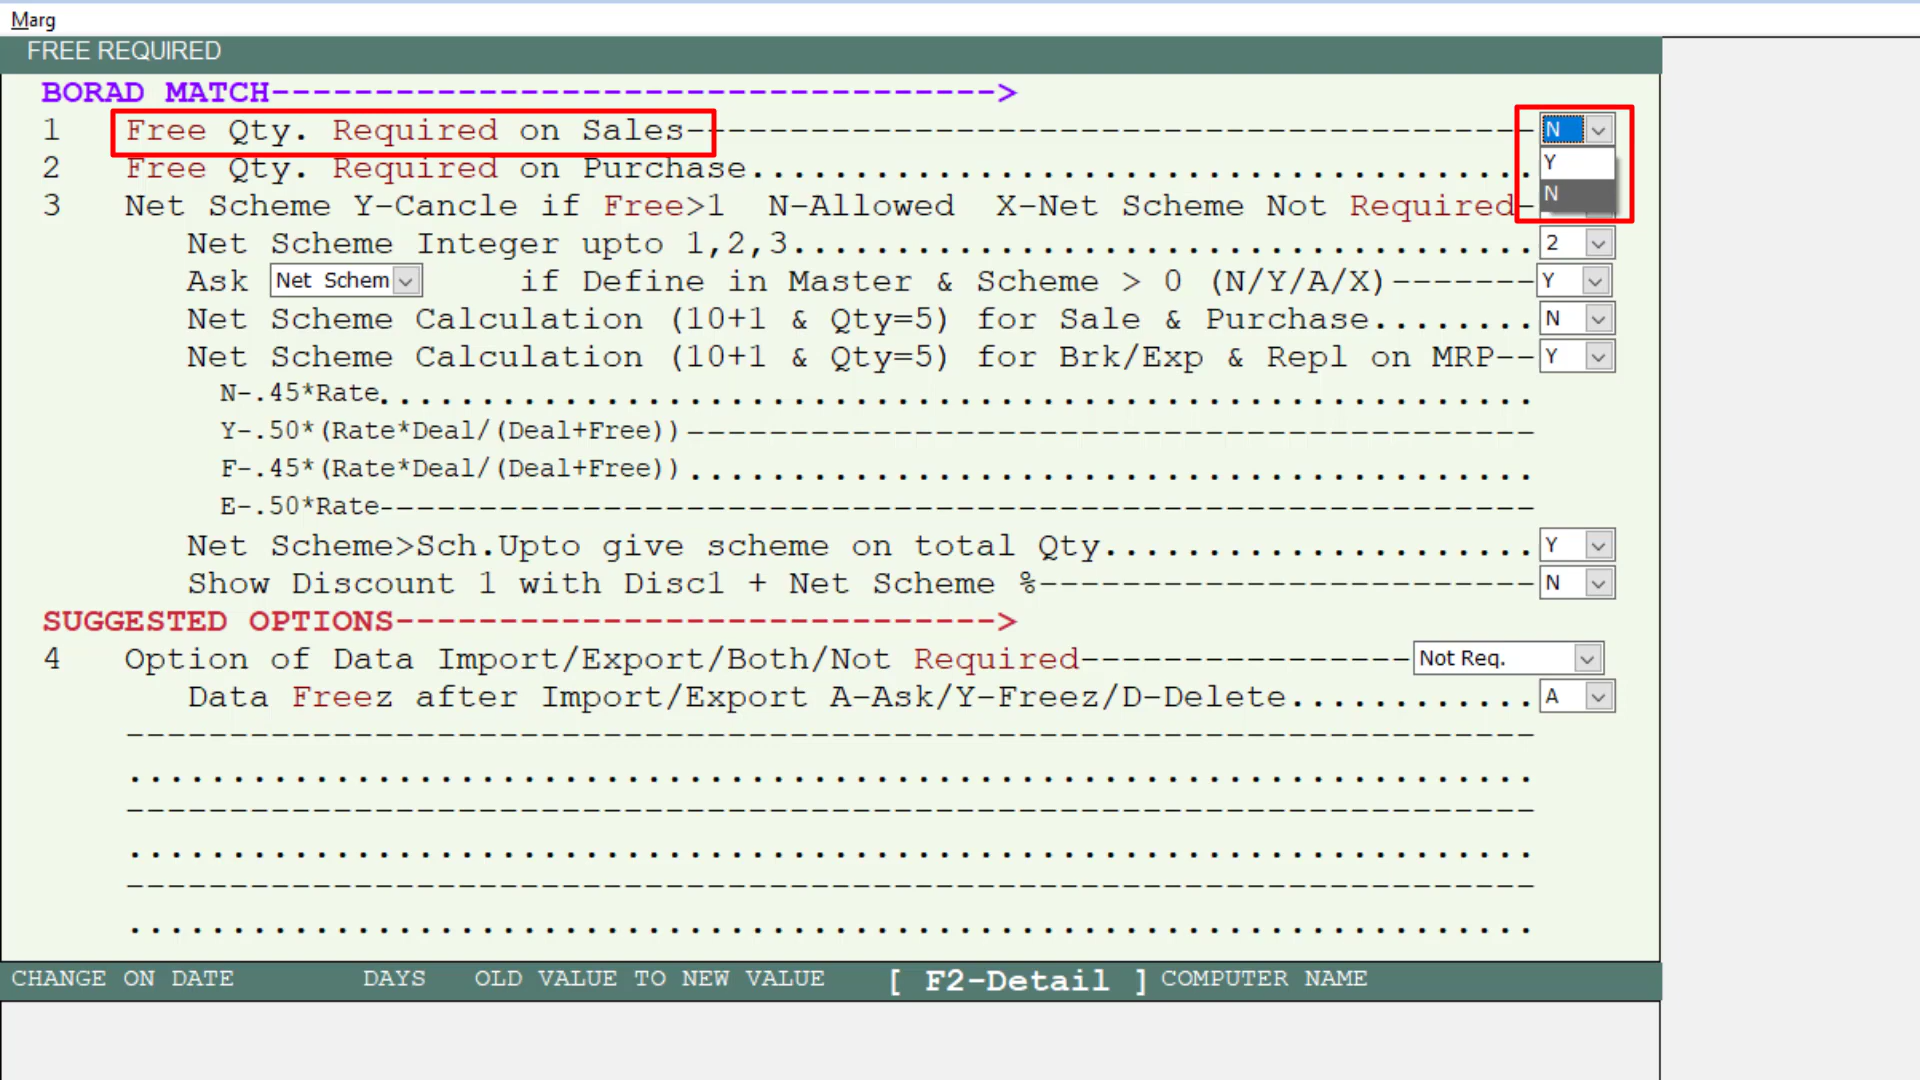 Marg
FREE REQUIRED
BORAD MATCH----------------------------------->
1 Free Qty. Required on Sales----------------------------------------- N
Y
2 Free Qty. Required on Purchase......................................
N
3 Net Scheme Y-Cancle if Free>1 N-Allowed X-Net Scheme Not Required-
Net Scheme Integer upto 1,2,3.................................... 2
Ask Net Schem if Define in Master & Scheme > 0 (N/Y/A/X)------- Y
Net Scheme Calculation (10+1 & Qty=5) for Sale & Purchase........ N
Net Scheme Calculation (10+1 & Qty=5) for Brk/Exp & Repl on MRP-- Y
N-.45*Rate........................................................
Y-.50*(Rate*Deal/(Deal+Free))-----------------------------------------
F-.45*(Rate*Deal/(Deal+Free)).........................................
E-.50*Rate--------------------------------------------------------
Net Scheme>Sch.Upto give scheme on total Qty..................... Y
Show Discount 1 with Disc1 + Net Scheme %------------------------ N
SUGGESTED OPTIONS----------------------------->
4 Option of Data Import/Export/Both/Not Required---------------- Not Req.
Data Freez after Import/Export A-Ask/Y-Freez/D-Delete............ A
CHANGE ON DATE DAYS OLD VALUE TO NEW VALUE [ F2-Detail ] COMPUTER NAME